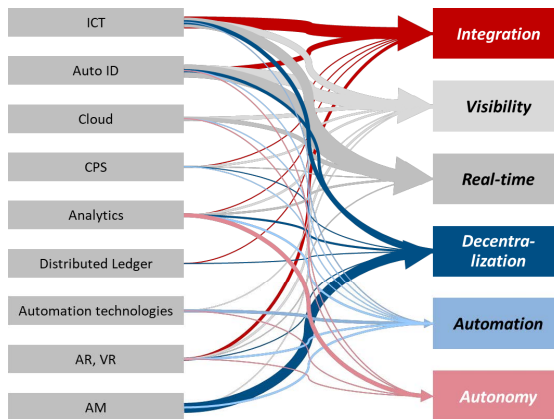 ICT
Auto ID
Cloud
CPS
Analytics
Distributed Ledger
Automation technologies
AR, VR
AM
Integration
Visibility
Real-time
Decentra-
lization
Automation
Autonomy